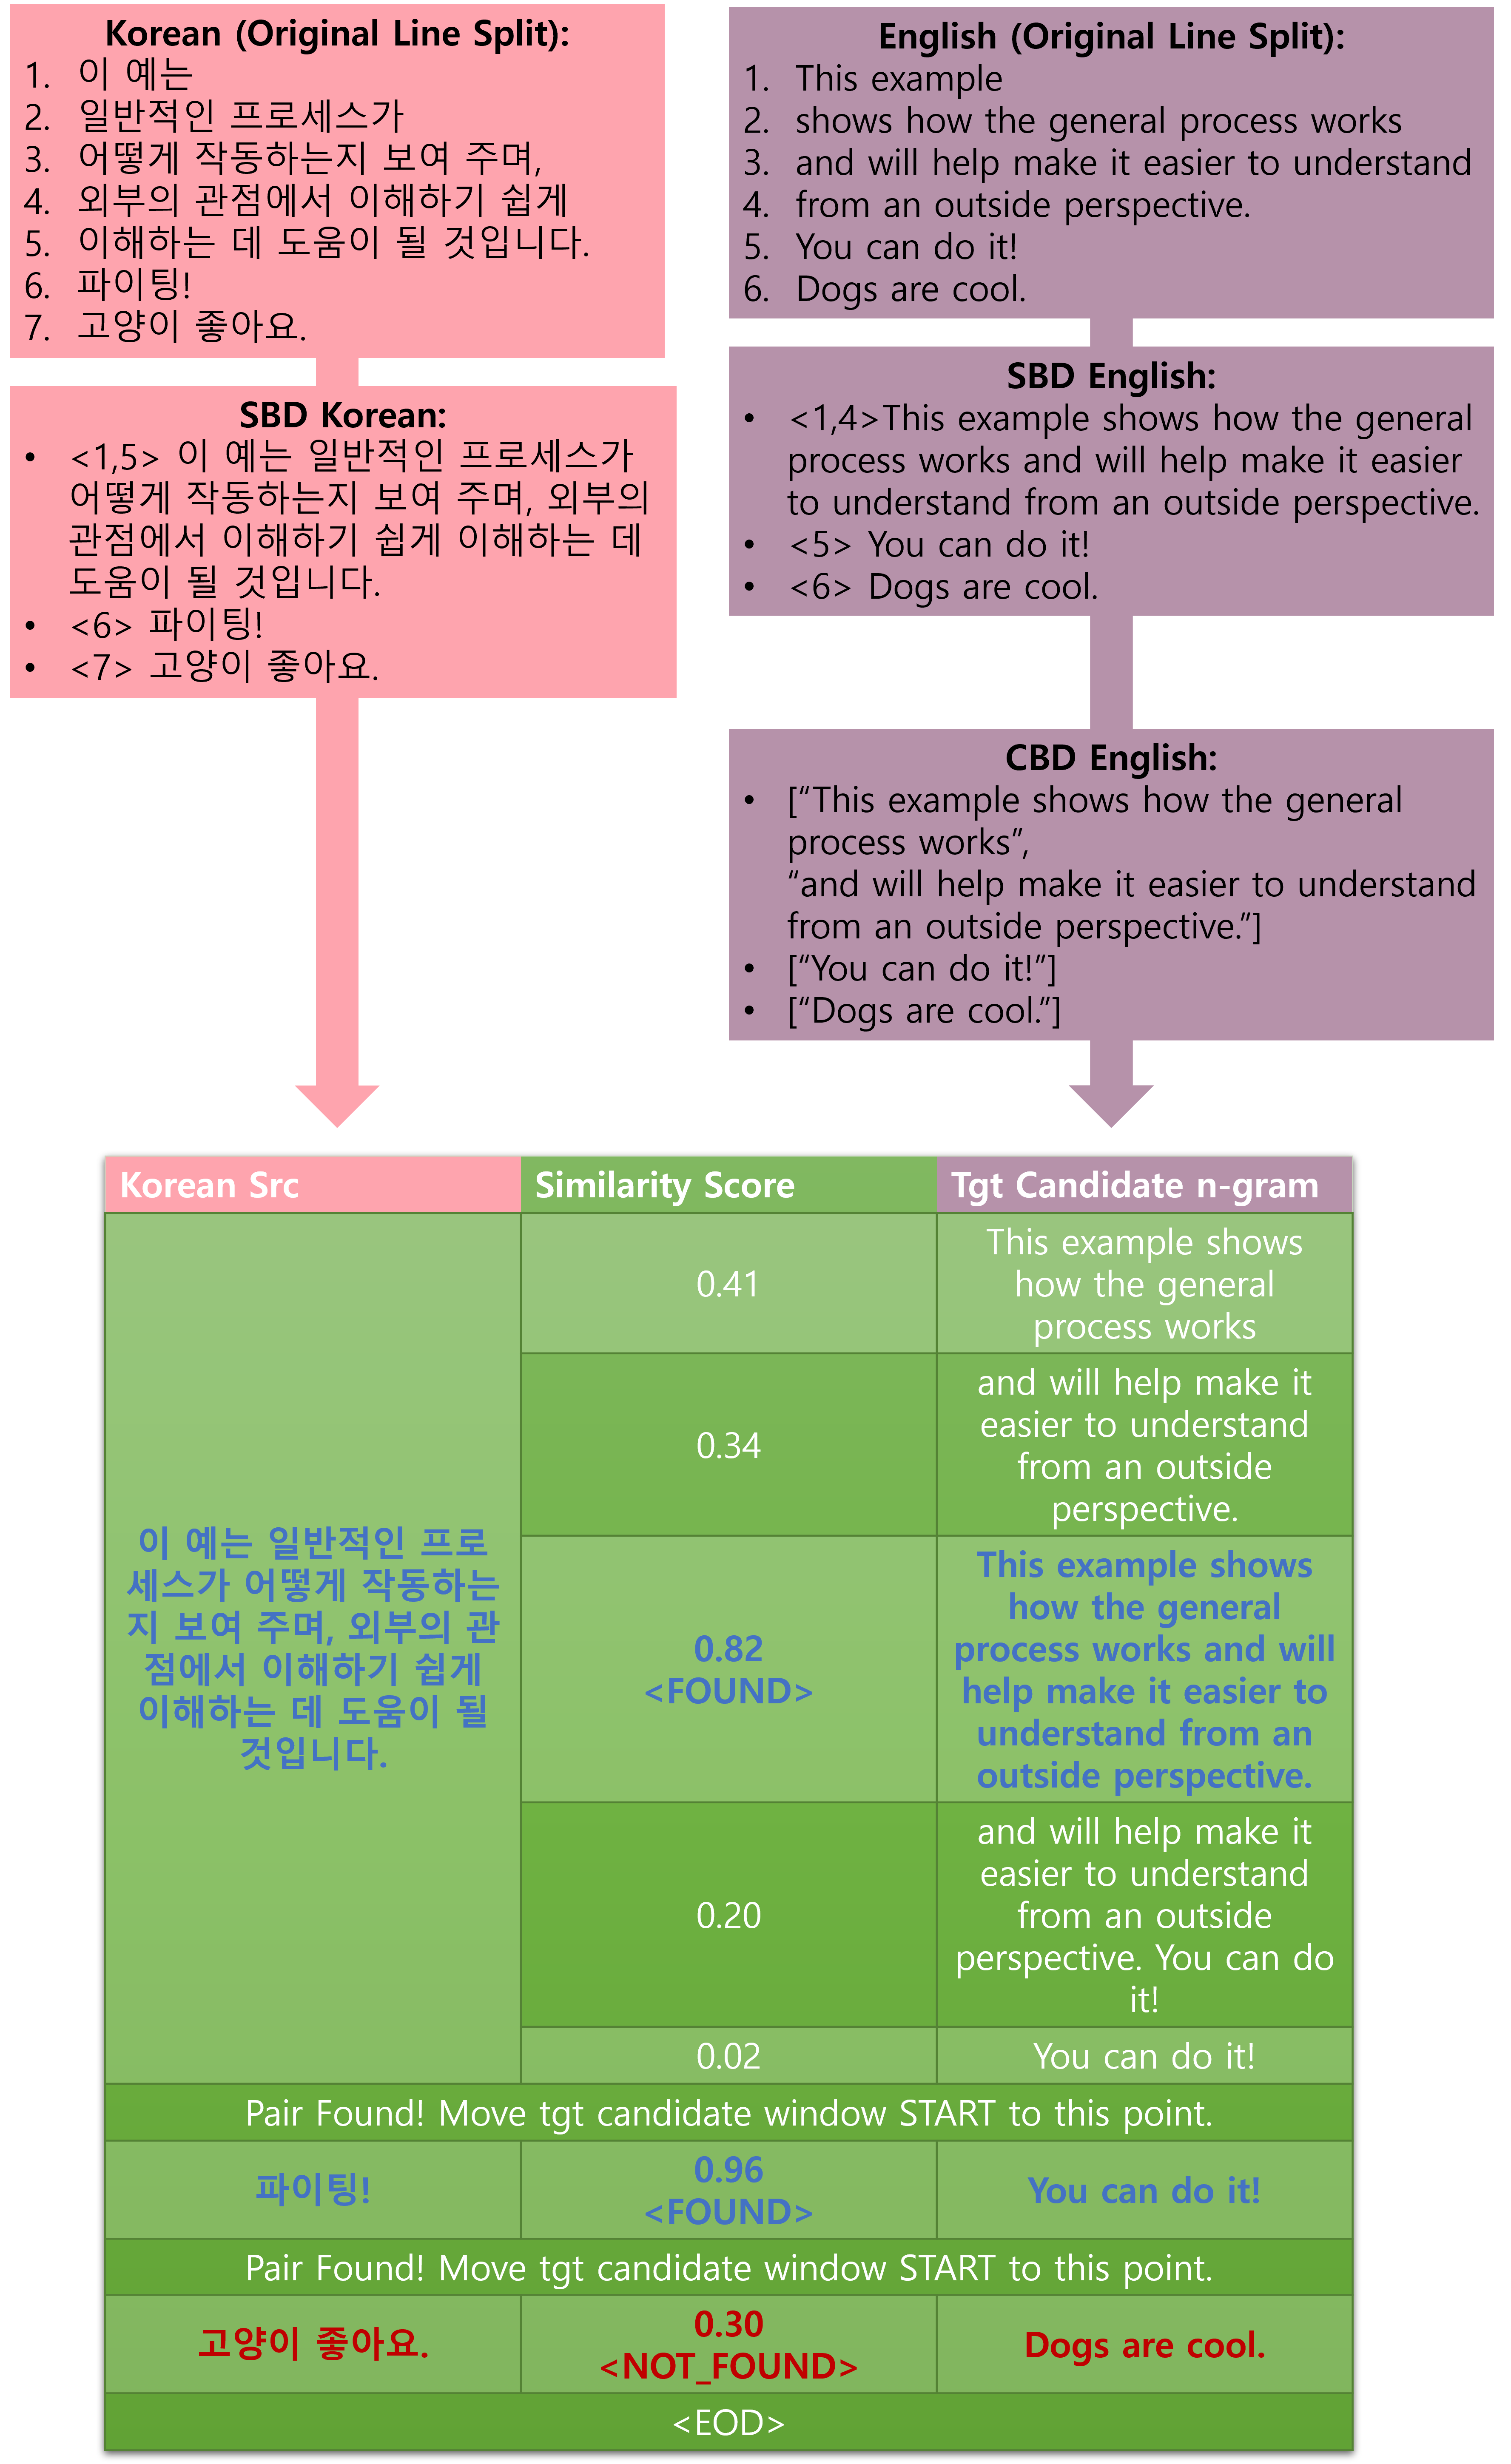 Korean (Original Line Split):
1. 이 예는
2. 일반적인 프로세스가
3. 어떻게 작동하는지 보여 주며,
4. 외부의 관점에서 이해하기 쉽게
5. 이해하는 데 도움이 될 것입니다.
6. 파이팅!
7. 고양이 좋아요.
English (Original Line Split):
1. This example
2. shows how the general process works
3. and will help make it easier to understand
4. from an outside perspective.
5. You can do it!
6. Dogs are cool.
SBD Korean:
• <1,5> 이 예는 일반적인 프로세스가
어떻게 작동하는지 보여 주며, 외부의
관점에서 이해하기 쉽게 이해하는 데
도움이 될 것입니다.
• <6> 파이팅!
• <7> 고양이 좋아요.
SBD English:
• <1,4>This example shows how the general
process works and will help make it easier
to understand from an outside perspective.
• <5> You can do it!
• <6> Dogs are cool.
CBD English:
• [“This example shows how the general
process works”,
“and will help make it easier to understand
from an outside perspective.”]
• [“You can do it!”]
• [“Dogs are cool.”]
Korean Src
Similarity Score
Tgt Candidate n-gram
이 예는 일반적인 프로
세스가 어떻게 작동하는
지 보여 주며, 외부의 관
점에서 이해하기 쉽게
이해하는 데 도움이 될
것입니다.
0.41
This example shows
how the general
process works
0.34
and will help make it
easier to understand
from an outside
perspective.
0.82
<FOUND>
This example shows
how the general
process works and will
help make it easier to
understand from an
outside perspective.
0.20
and will help make it
easier to understand
from an outside
perspective. You can do
it!
0.02
You can do it!
Pair Found! Move tgt candidate window START to this point.
파이팅!
0.96
<FOUND>
You can do it!
Pair Found! Move tgt candidate window START to this point.
고양이 좋아요.
0.30
<NOT_FOUND>
Dogs are cool.
<EOD>